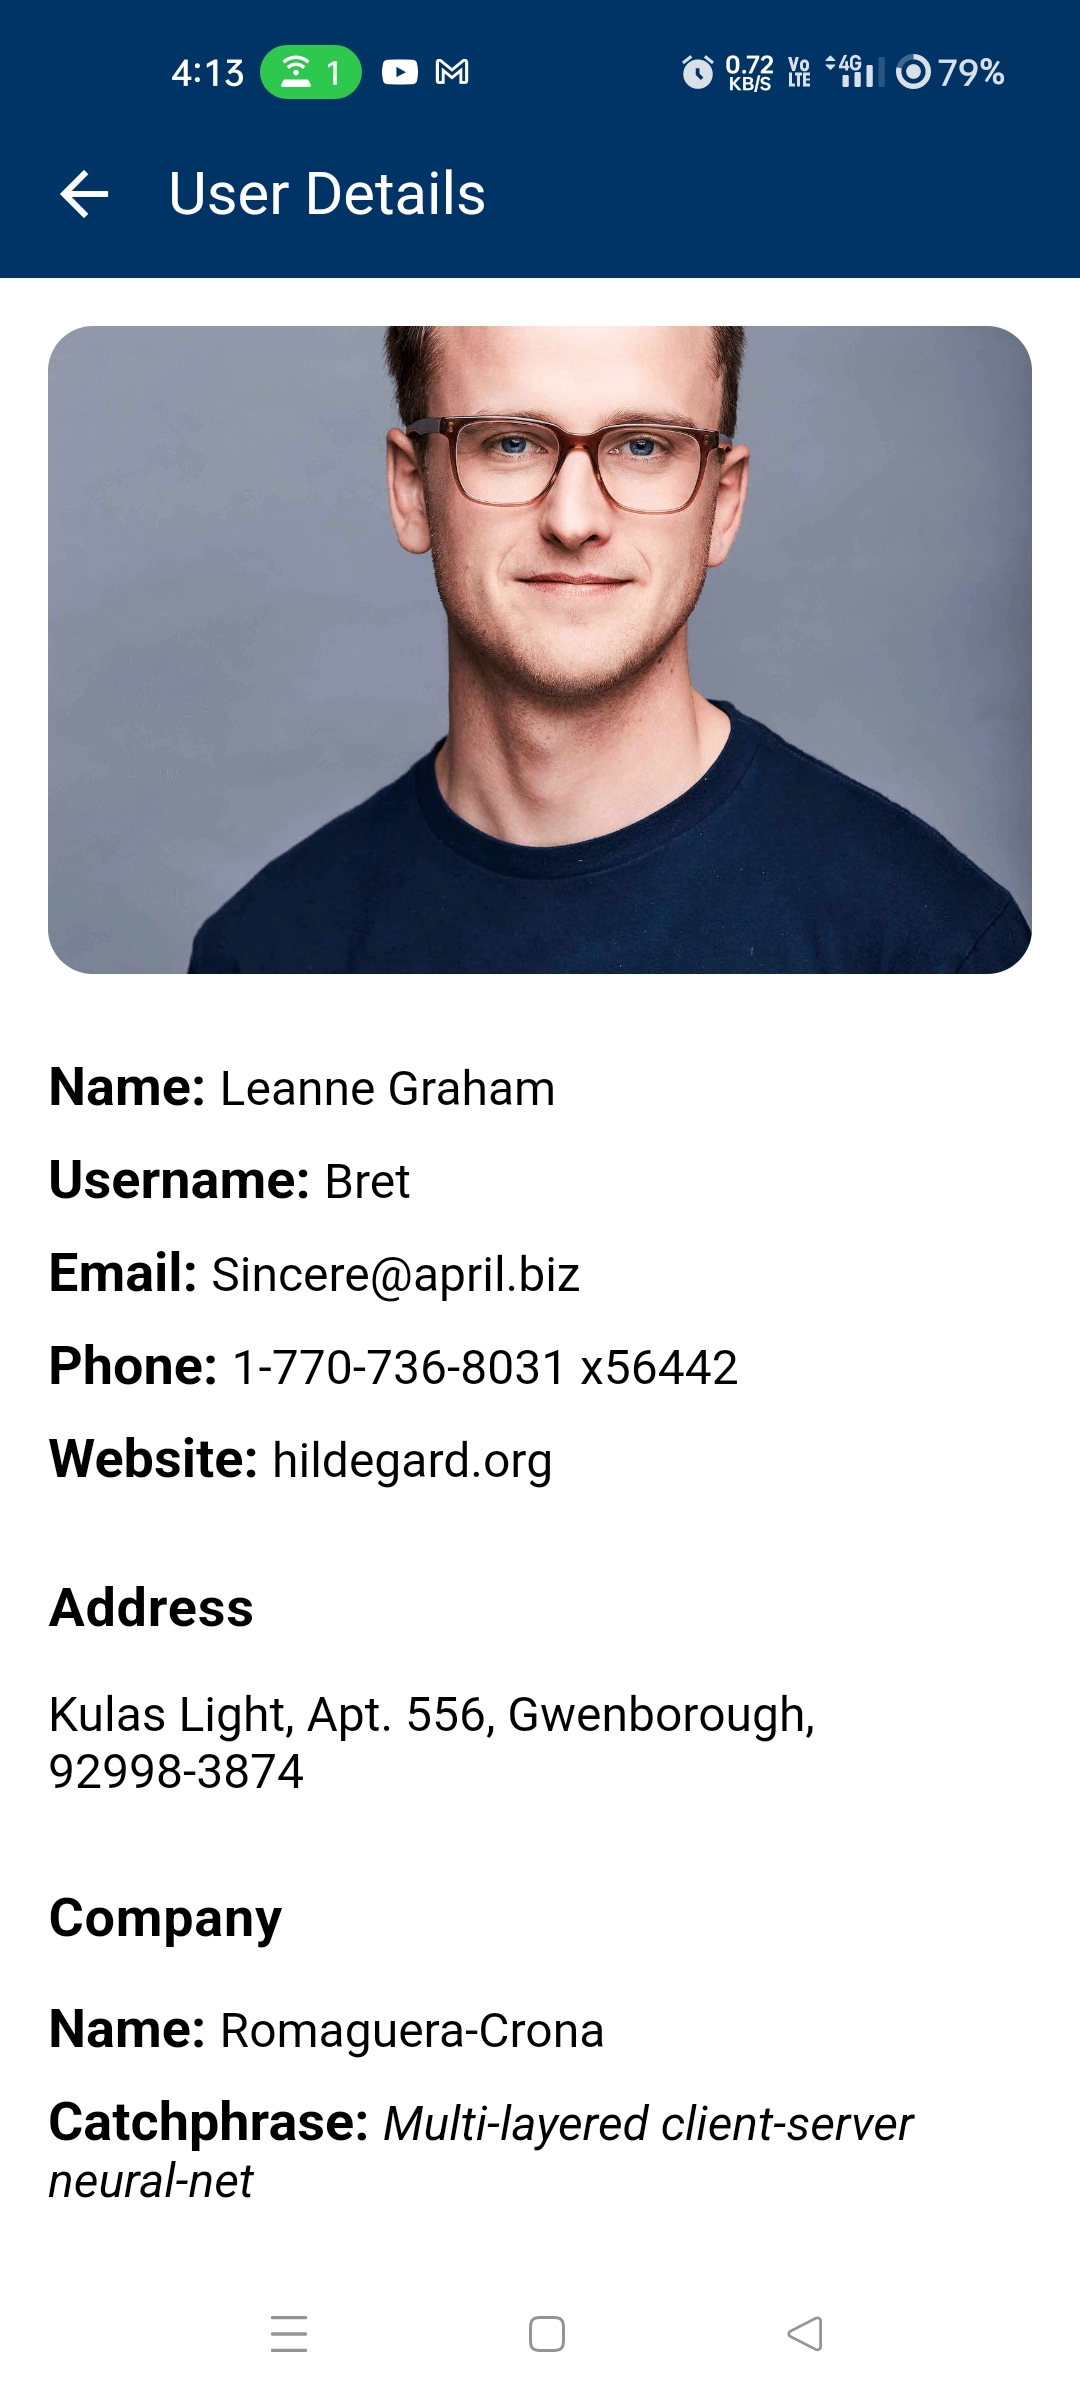 4:13 1 0.72 KB/S Vo LTE 4G 79%
User Details
Name: Leanne Graham
Username: Bret
Email: Sincere@april.biz
Phone: 1-770-736-8031 x56442
Website: hildegard.org
Address
Kulas Light, Apt. 556, Gwenborough,
92998-3874
Company
Name: Romaguera-Crona
Catchphrase: Multi-layered client-server
neural-net